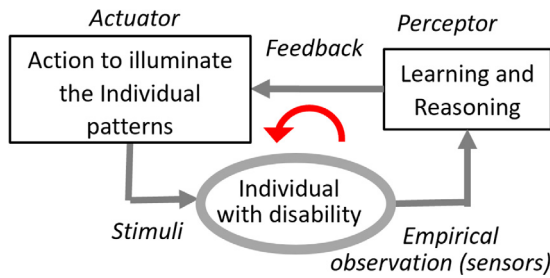 Actuator
Perceptor
Action to illuminate
the Individual
patterns
Feedback
Learning and
Reasoning
Individual
with disability
Stimuli
Empirical
observation (sensors)